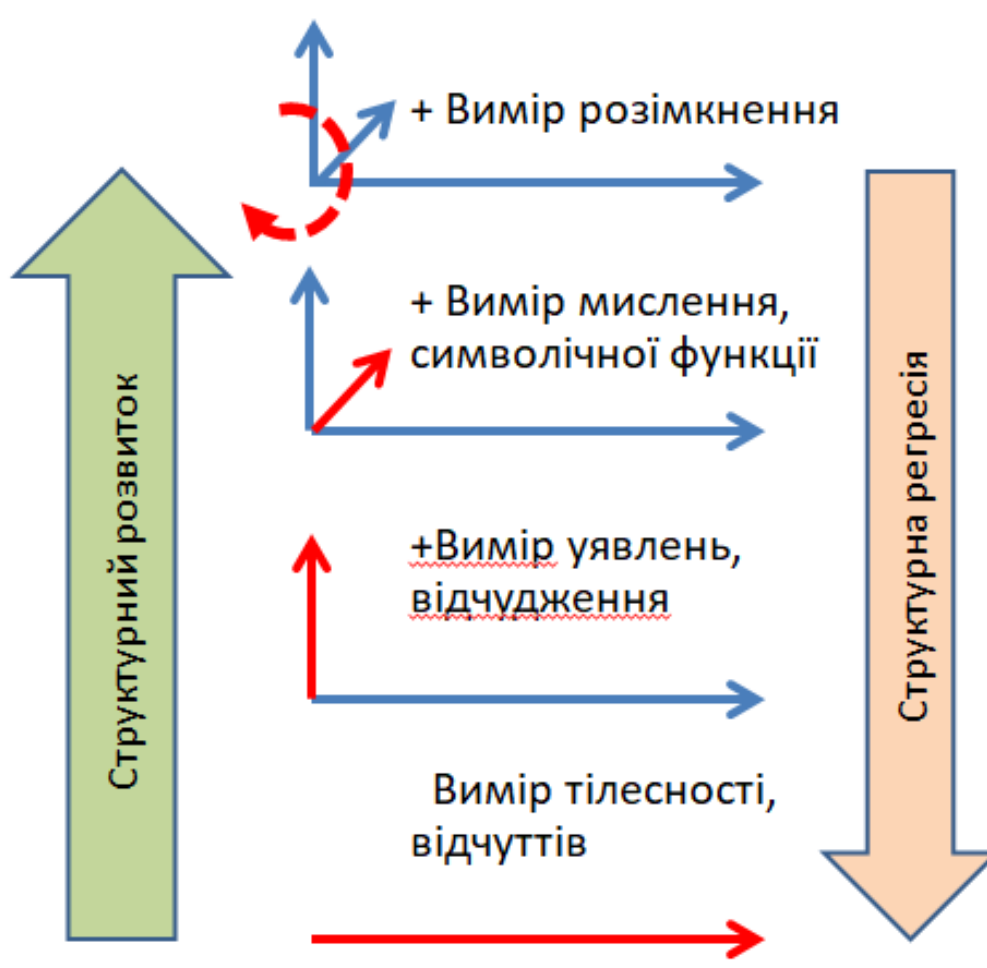 + Вимір розімкнення
+ Вимір мислення,
символічної функції
+Вимір уявлень,
відчудження
Вимір тілесності,
відчуттів
Структурний розвиток
Структурна регресія